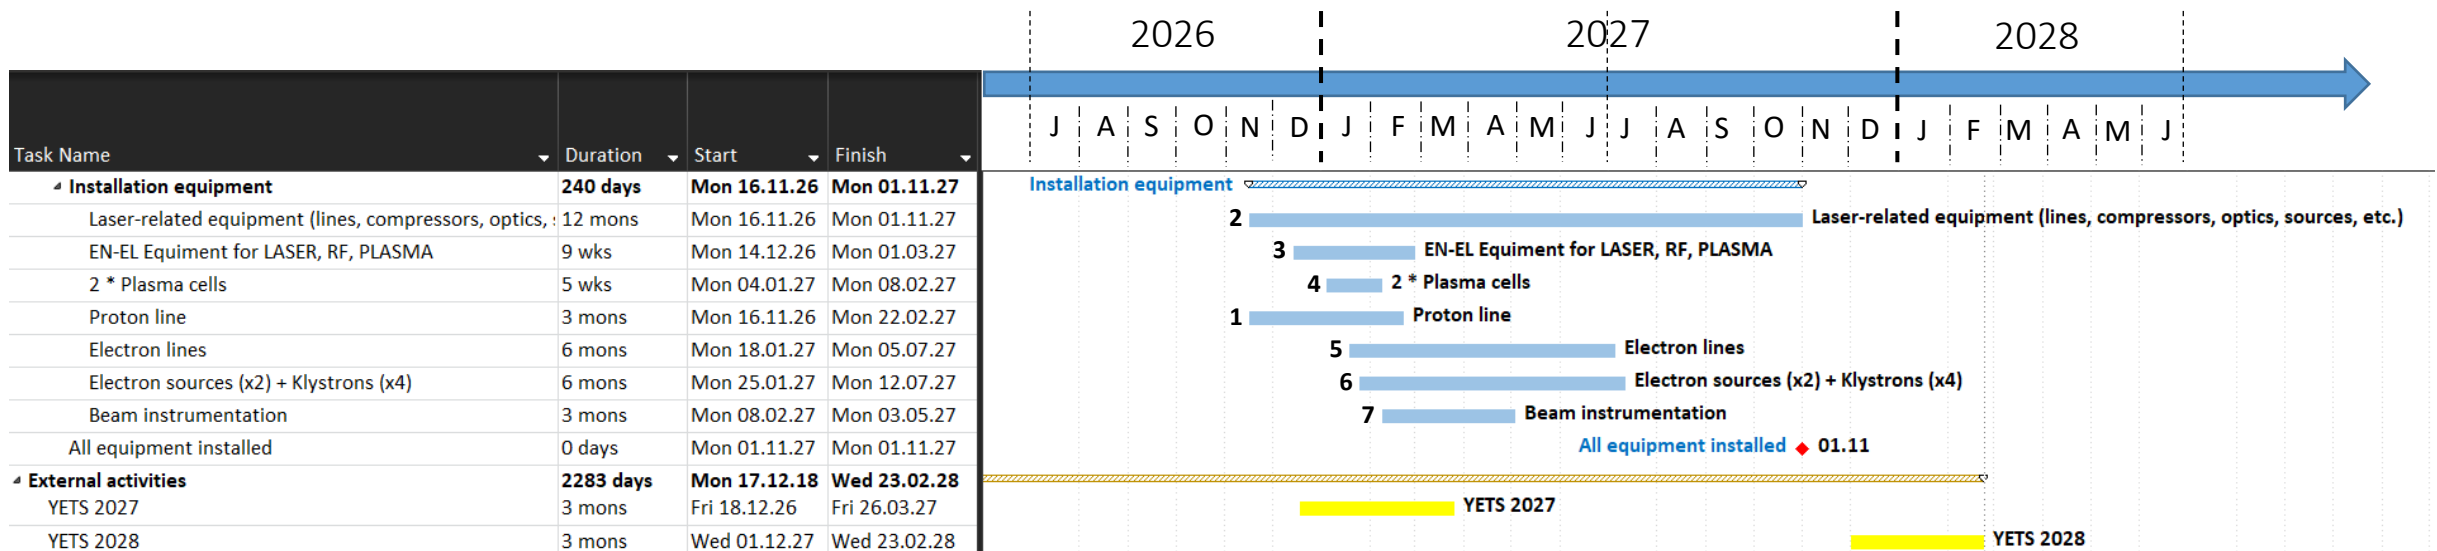 2026 2027 2028
J A S O N D J F M A M J J A S O N D J F M A M J
Task Name Duration Start Finish
Installation equipment 240 days Mon 16.11.26 Mon 01.11.27 Installation equipment
Laser-related equipment (lines, compressors, optics, 12 mons Mon 16.11.26 Mon 01.11.27 2 Laser-related equipment (lines, compressors, optics, sources, etc.)
EN-EL Equiment for LASER, RF, PLASMA 9 wks Mon 14.12.26 Mon 01.03.27 3 EN-EL Equiment for LASER, RF, PLASMA
2 * Plasma cells 5 wks Mon 04.01.27 Mon 08.02.27 4 2 * Plasma cells
Proton line 3 mons Mon 16.11.26 Mon 22.02.27 1 Proton line
Electron lines 6 mons Mon 18.01.27 Mon 05.07.27 5 Electron lines
Electron sources (x2) + Klystrons (x4) 6 mons Mon 25.01.27 Mon 12.07.27 6 Electron sources (x2) + Klystrons (x4)
Beam instrumentation 3 mons Mon 08.02.27 Mon 03.05.27 7 Beam instrumentation
All equipment installed 0 days Mon 01.11.27 Mon 01.11.27 All equipment installed 01.11
External activities 2283 days Mon 17.12.18 Wed 23.02.28
YETS 2027 3 mons Fri 18.12.26 Fri 26.03.27 YETS 2027
YETS 2028 3 mons Wed 01.12.27 Wed 23.02.28 YETS 2028